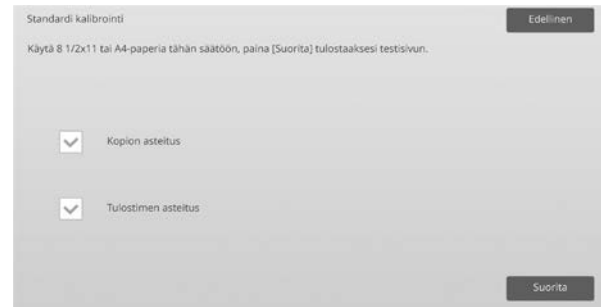 Standardi kalibrointi
Edellinen
Käytä 8 1/2x11 tai A4-paperia tähän säätöön, paina [Suorita] tulostaaksesi testisivun.
Kopion asteitus
Tulostimen asteitus
Suorita